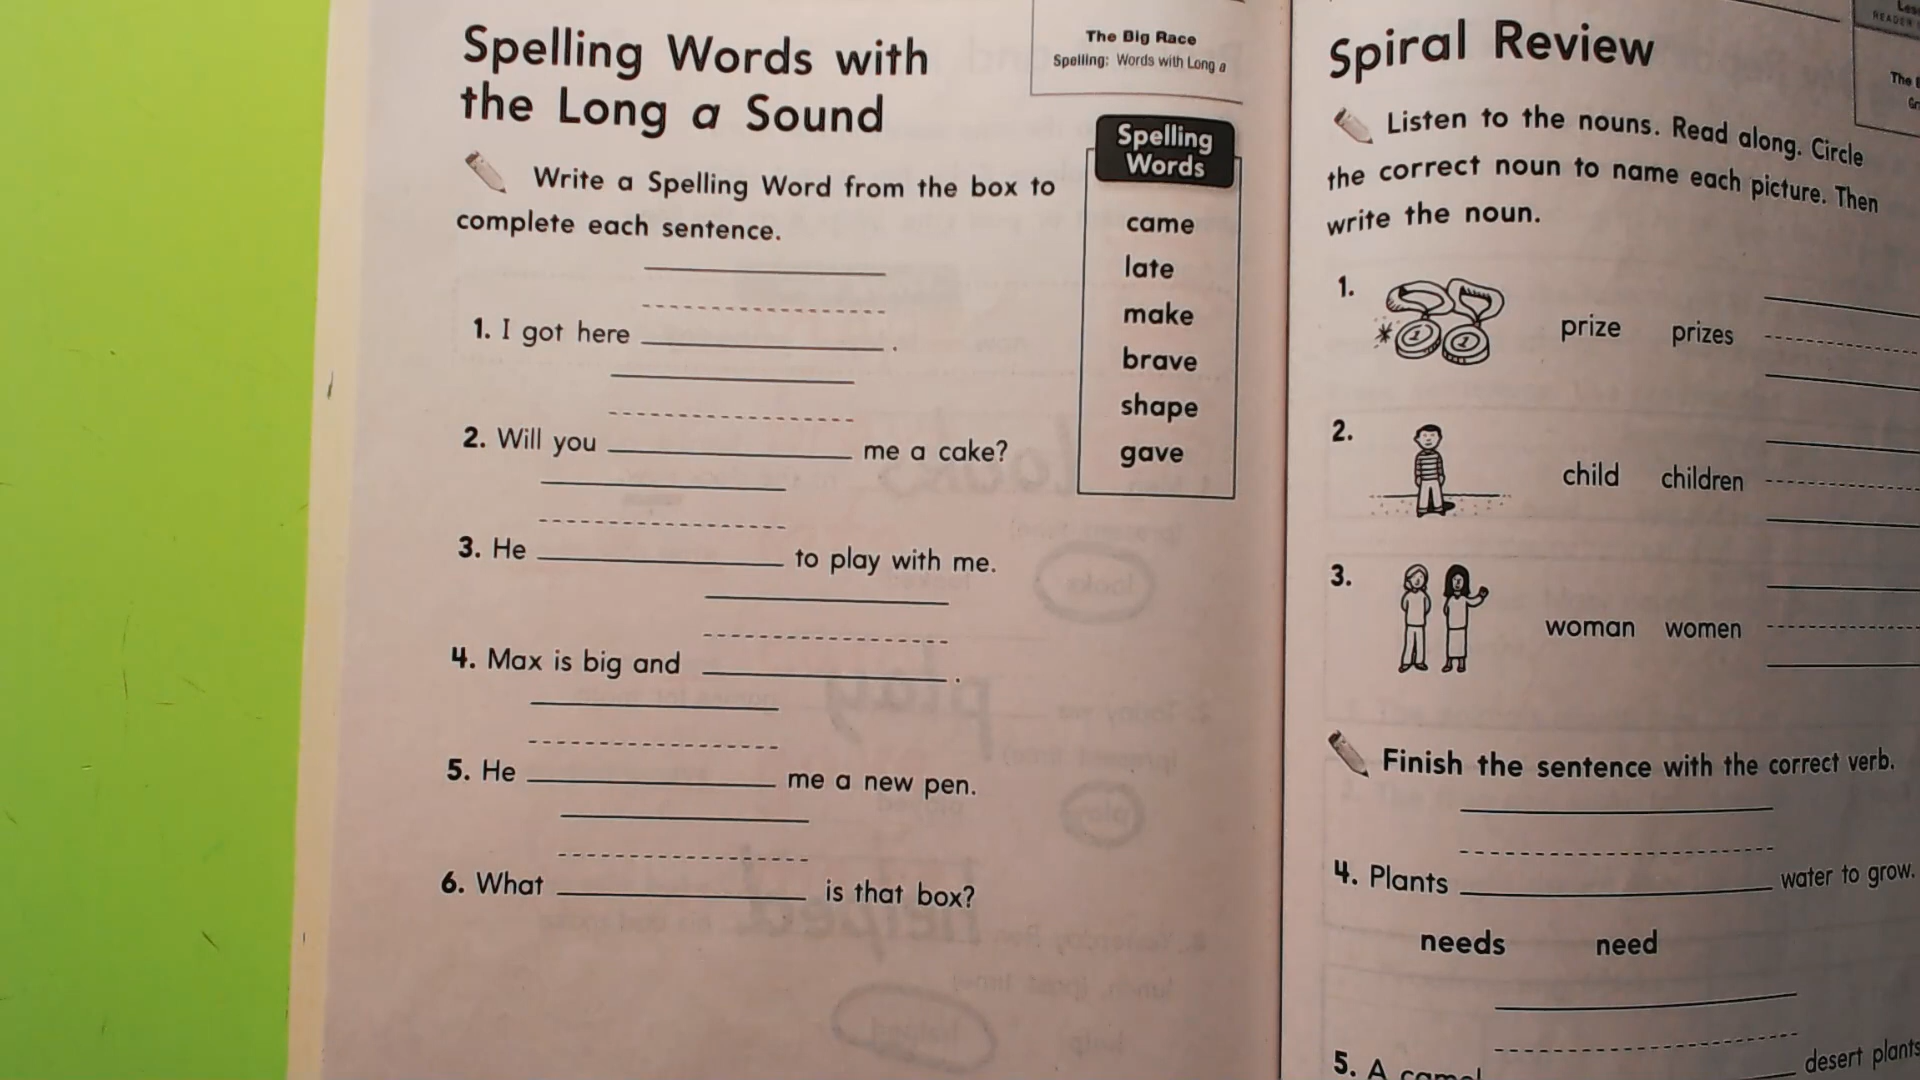 Spelling Words with
the Long a Sound
The Big Race
Spelling: Words with Long a
Write a Spelling Word from the box to
complete each sentence.
Spelling
Words
came
late
make
brave
shape
gave
1. I got here .
2. Will you me a cake?
3. He to play with me.
4. Max is big and .
5. He me a new pen.
6. What is that box?
Spiral Review
Listen to the nouns. Read along. Circle
the correct noun to name each picture. Then
write the noun.
1. prize prizes
2. child children
3. woman women
Finish the sentence with the correct verb.
4. Plants water to grow.
needs need
5. A camel desert plants